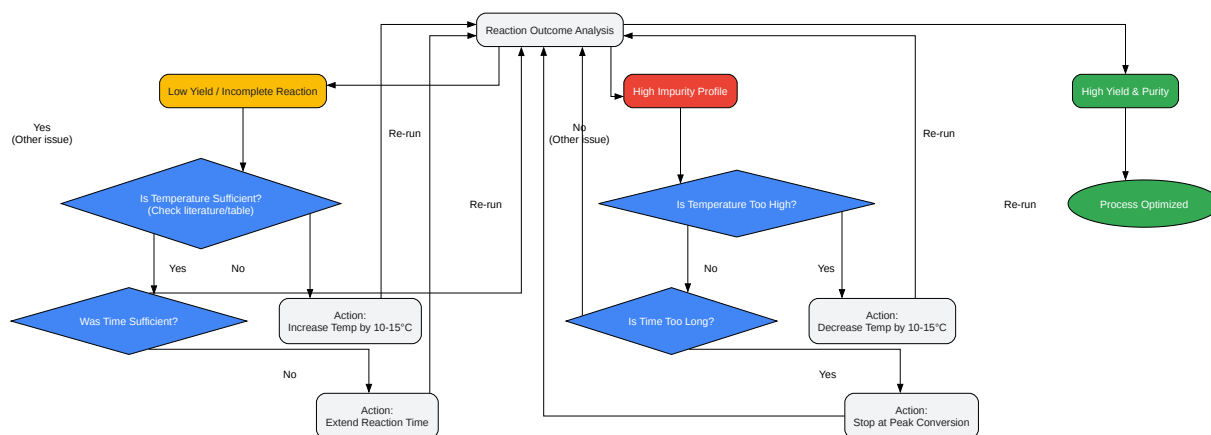 Reaction Outcome Analysis
Low Yield / Incomplete Reaction
High Impurity Profile
High Yield & Purity
Yes
(Other issue)
Re-run
No
(Other issue)
Re-run
Is Temperature Sufficient?
(Check literature/table)
Re-run
Is Temperature Too High?
Re-run
Process Optimized
Yes
No
No
Yes
Was Time Sufficient?
Action:
Increase Temp by 10-15°C
Is Time Too Long?
Action:
Decrease Temp by 10-15°C
No
Yes
Action:
Extend Reaction Time
Action:
Stop at Peak Conversion